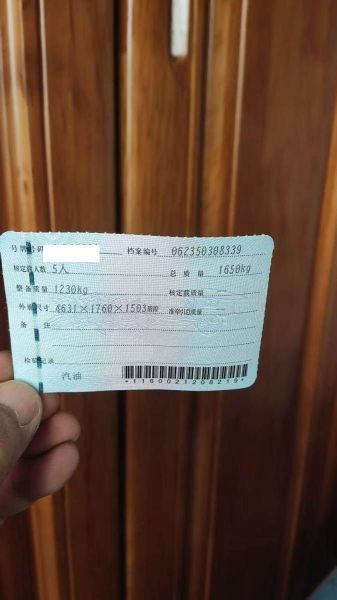 号牌号码 档案编号 062350308339
核定载人数 5人 总质量 1650kg
整备质量 1230kg 核定载质量 --
外廓尺寸 4631×1760×1503mm 准牵引总质量 --
备注
检验记录
汽油 *1160021208219*